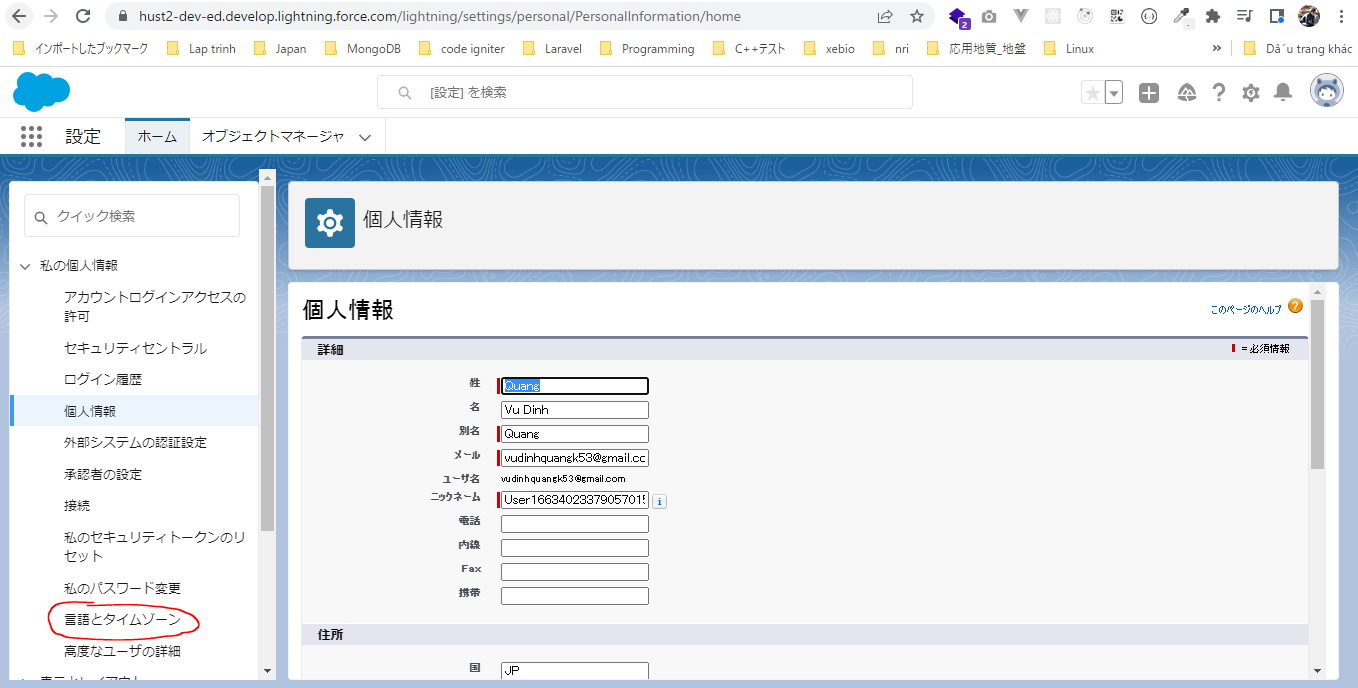 hust2-dev-ed.develop.lightning.force.com/lightning/settings/personal/PersonalInformation/home
2
インポートしたブックマーク Lap trinh Japan MongoDB code igniter Laravel Programming C++テスト xebio nri 応用地質_地盤 Linux » Dấu trang khác
[設定] を検索
設定 ホーム オブジェクトマネージャ
クイック検索
私の個人情報
アカウントログインアクセスの
許可
セキュリティセントラル
ログイン履歴
個人情報
外部システムの認証設定
承認者の設定
接続
私のセキュリティトークンのリ
セット
私のパスワード変更
言語とタイムゾーン
高度なユーザの詳細
個人情報
個人情報
このページのヘルプ ?
詳細
= 必須情報
姓 Quang
名 Vu Dinh
別名 Quang
メール vudinhquangk53@gmail.cc
ユーザ名 vudinhquangk53@gmail.com
ニックネーム User1663402337905701 i
電話
内線
Fax
携帯
住所
国 JP